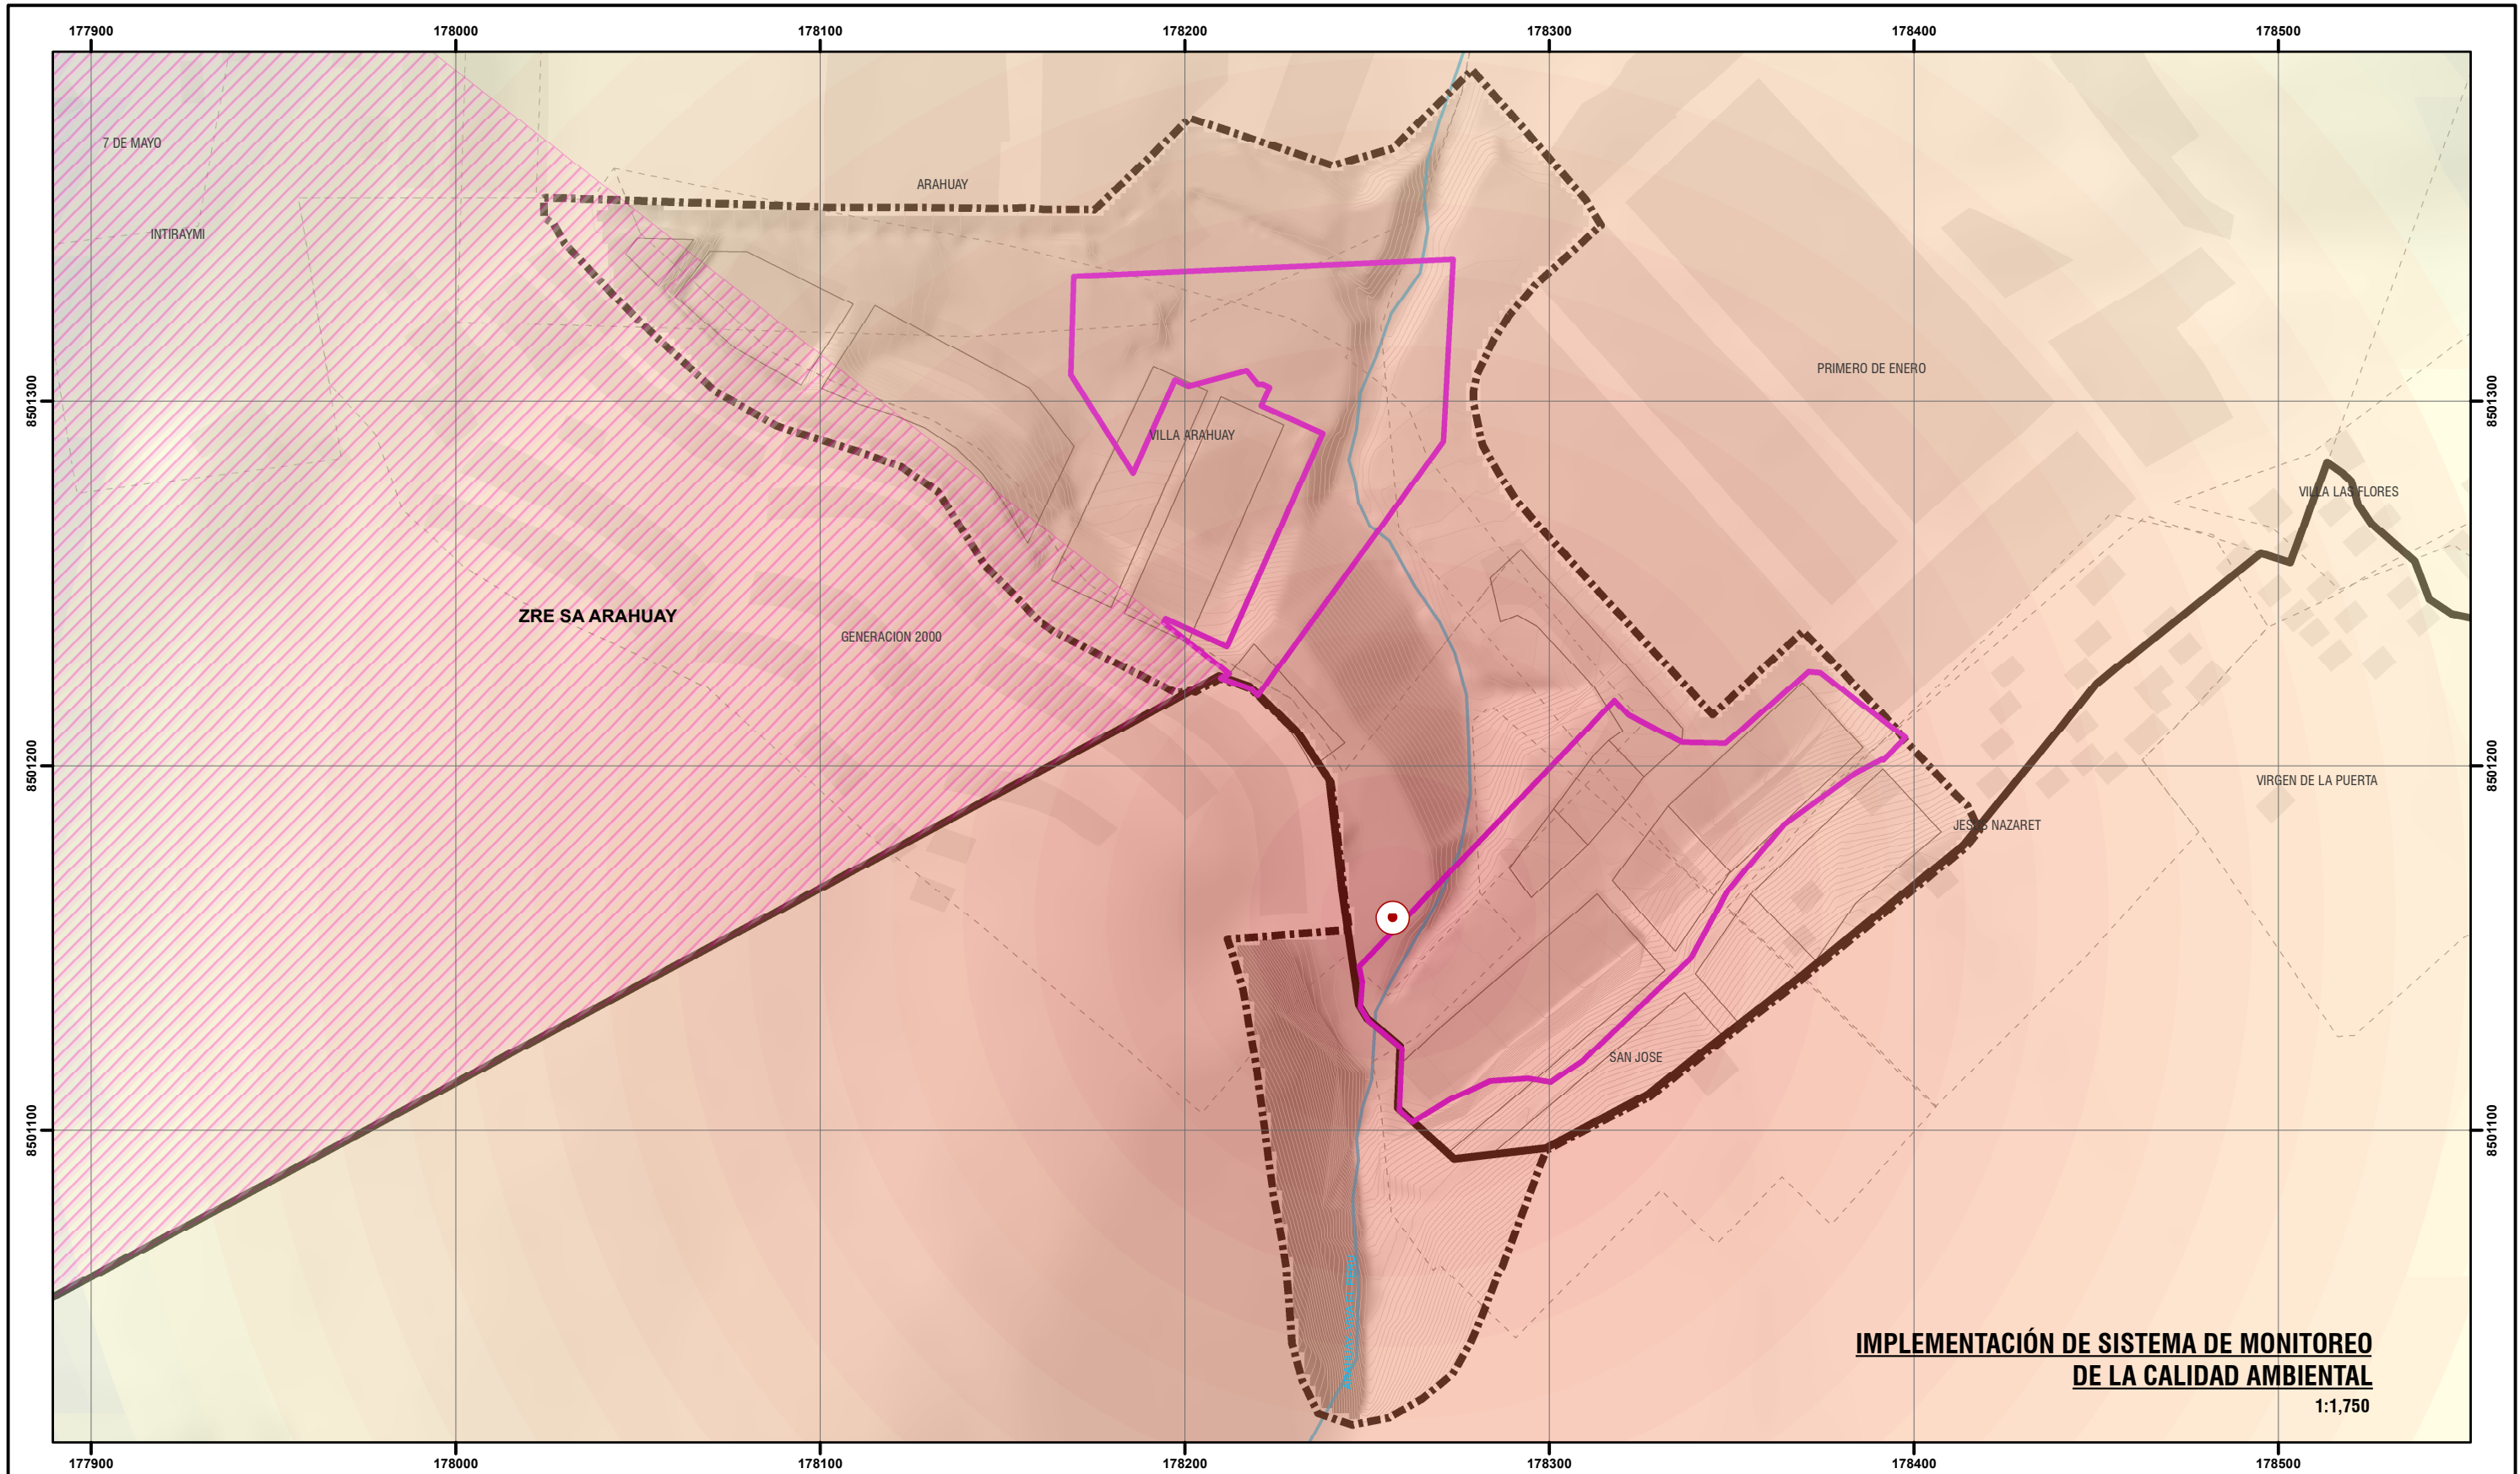 177900 178000 178100 178200 178300 178400 178500
7 DE MAYO
ARAHUAY
INTIRAYMI
PRIMERO DE ENERO
8501300 8501300
VILLA ARAHUAY
VILLA LAS FLORES
ZRE SA ARAHUAY
GENERACION 2000
8501200 8501200
VIRGEN DE LA PUERTA
JESUS NAZARET
SAN JOSE
8501100 8501100
IMPLEMENTACIÓN DE SISTEMA DE MONITOREO
DE LA CALIDAD AMBIENTAL
1:1,750
177900 178000 178100 178200 178300 178400 178500